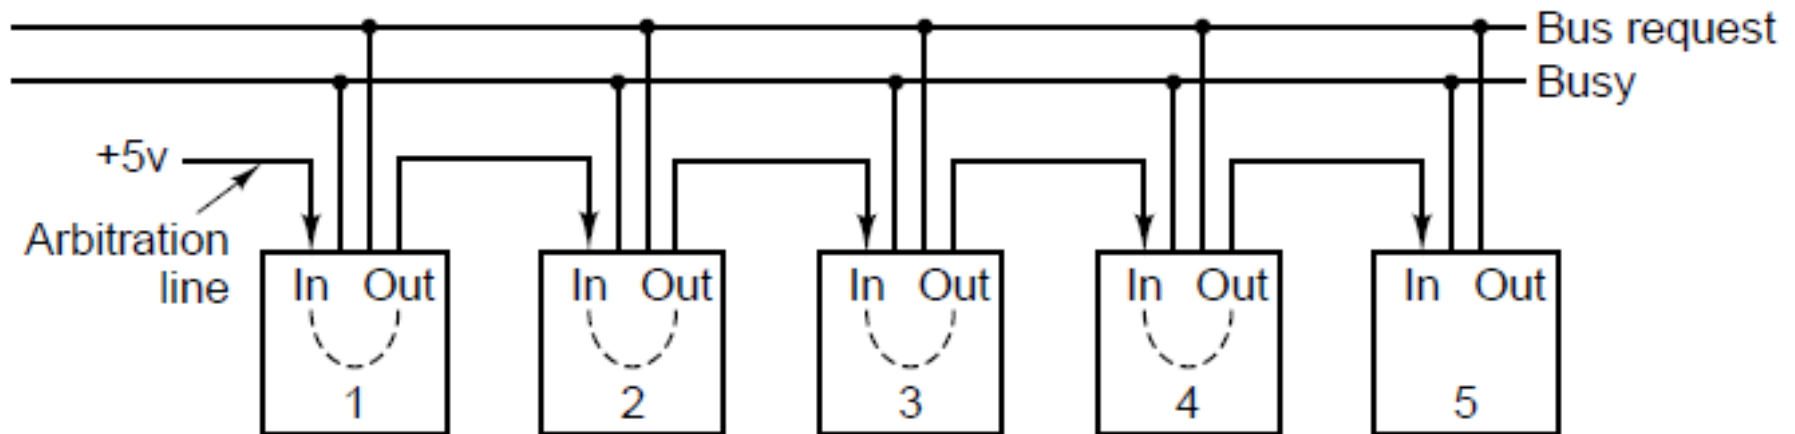 Bus request
Busy
+5v
Arbitration
line
In Out
In Out
In Out
In Out
In Out
1
2
3
4
5